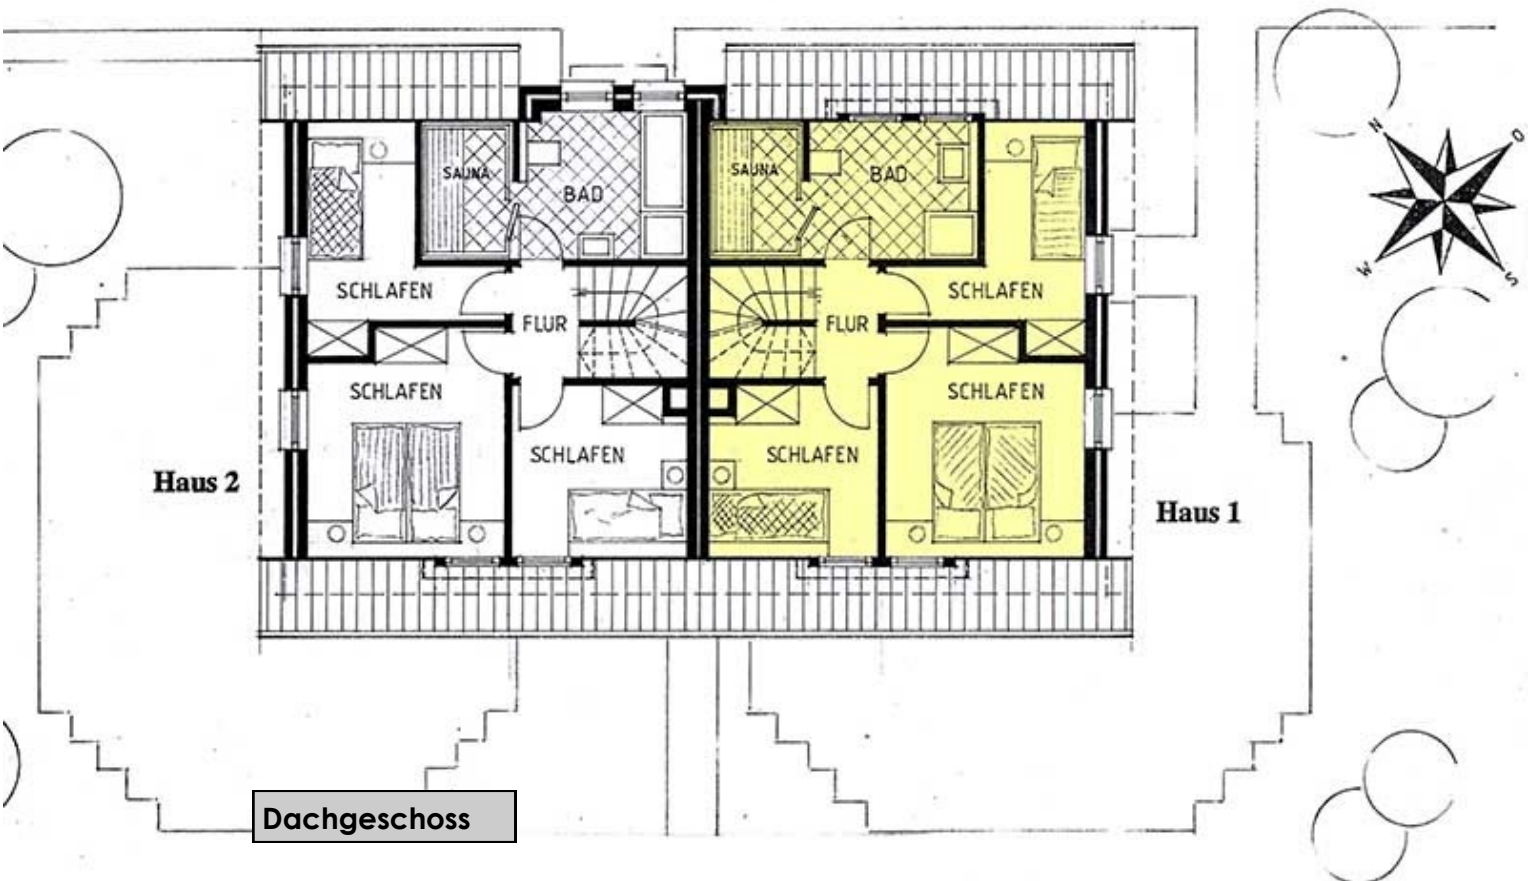 N
O
SAUNA
BAD
SAUNA
BAD
W
S
SCHLAFEN
SCHLAFEN
FLUR
FLUR
SCHLAFEN
SCHLAFEN
SCHLAFEN
SCHLAFEN
Haus 2
Haus 1
Dachgeschoss